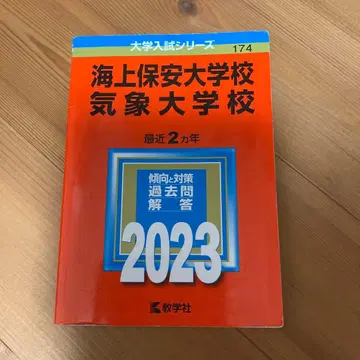 大学入試シリーズ
174
海上保安大学校
気象大学校
最近2カ年
傾向と対策
過去問
解答
2023
教学社